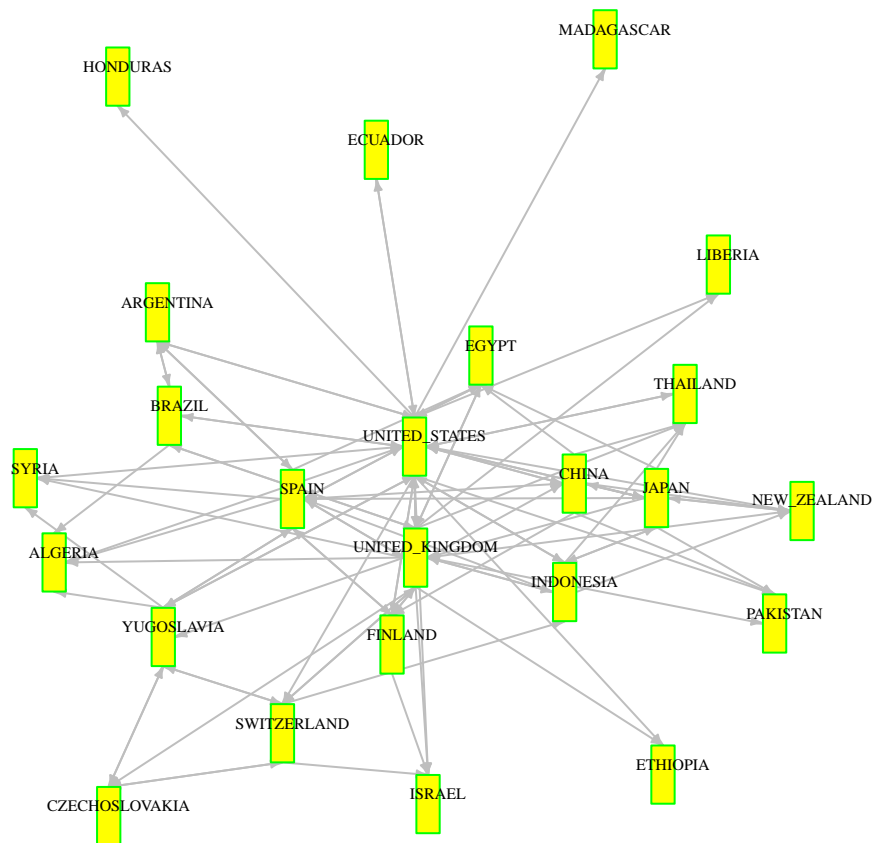 MADAGASCAR
HONDURAS
ECUADOR
LIBERIA
ARGENTINA
EGYPT
THAILAND
BRAZIL
UNITED_STATES
SYRIA
CHINA
SPAIN
JAPAN
NEW_ZEALAND
UNITED_KINGDOM
ALGERIA
INDONESIA
PAKISTAN
YUGOSLAVIA
FINLAND
SWITZERLAND
ETHIOPIA
ISRAEL
CZECHOSLOVAKIA